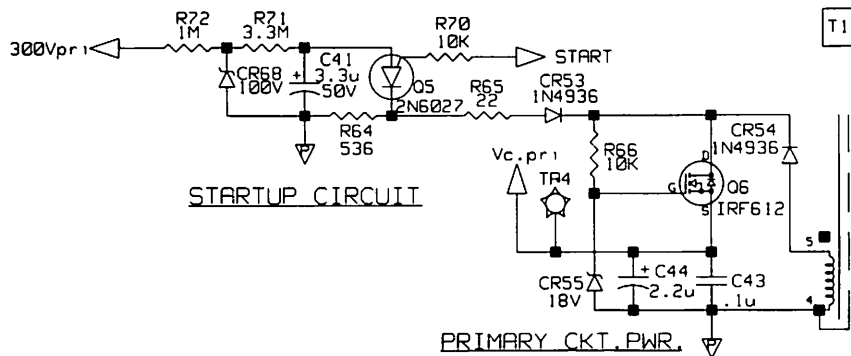 R72
1M
R71
3.3M
R70
10K
T1
300Vpri
START
CR68
100V
C41
+
3.3u
50V
Q5
2N6027
R65
22
CR53
1N4936
R64
536
CR54
1N4936
Vc.pri
R66
10K
D
TP4
G
Q6
S
IRF612
STARTUP CIRCUIT
5
CR55
18V
+
C44
2.2u
C43
.1u
4
P
P
PRIMARY CKT.PWR.